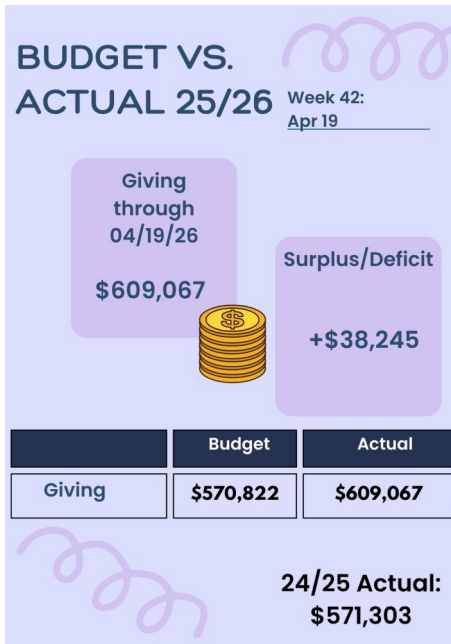 BUDGET VS.
ACTUAL 25/26
Week 42:
Apr 19
Giving
through
04/19/26
$609,067
Surplus/Deficit
+$38,245
$
Budget Actual
Giving $570,822 $609,067
24/25 Actual:
$571,303